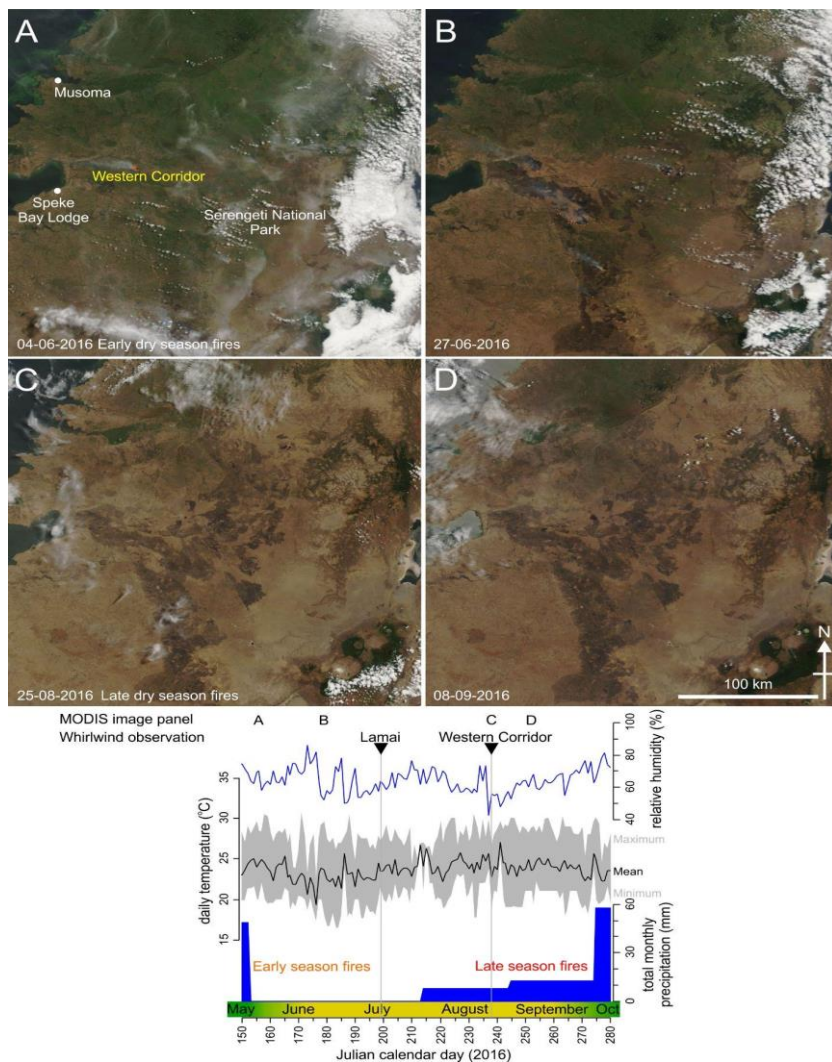 A
Musoma
Western Corridor
Speke
Bay Lodge
Serengeti National
Park
04-06-2016 Early dry season fires
B
27-06-2016
C
25-08-2016 Late dry season fires
D
N
100 km
08-09-2016
MODIS image panel A B C D
Whirlwind observation Lamai Western Corridor
100
80
60
40
relative humidity (%)
35
30
25
20
15
daily temperature (°C)
Maximum
Mean
Minimum
60
40
20
0
total monthly
precipitation (mm)
Early season fires
Late season fires
May June July August September Oct
150 160 170 180 190 200 210 220 230 240 250 260 270 280
Julian calendar day (2016)